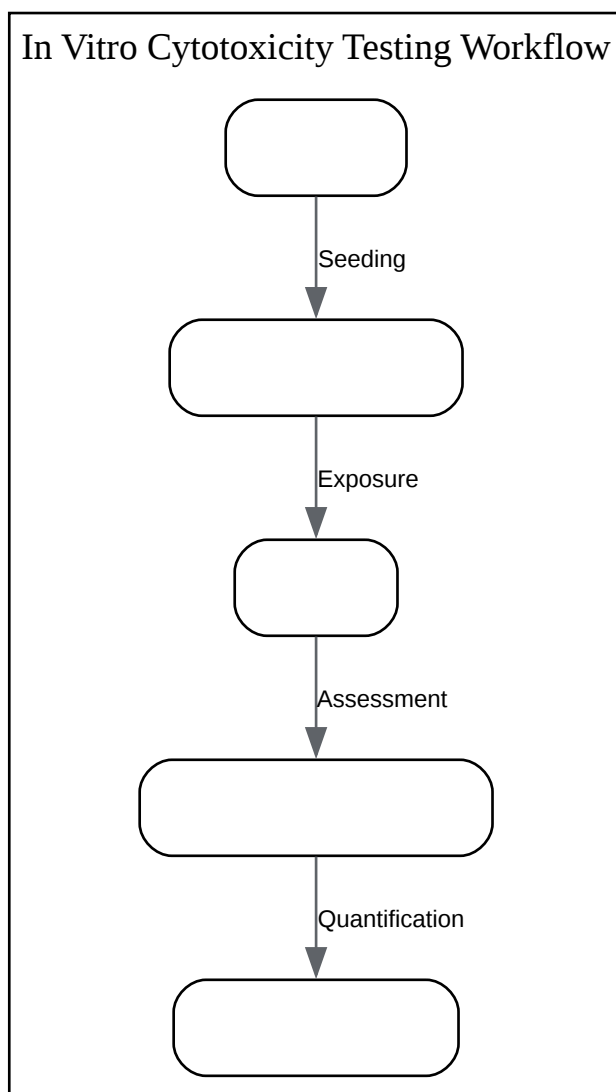 In Vitro Cytotoxicity Testing Workflow
Seeding
Exposure
Assessment
Quantification